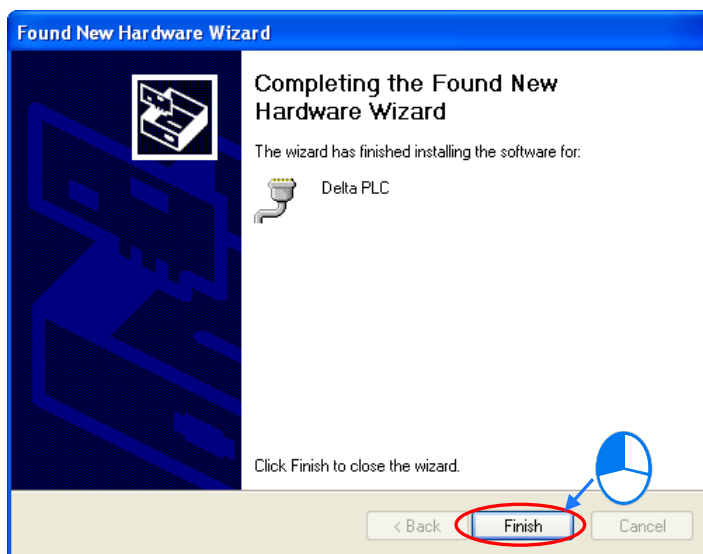 Found New Hardware Wizard
Completing the Found New
Hardware Wizard
The wizard has finished installing the software for:
Delta PLC
Click Finish to close the wizard.
< Back Finish Cancel